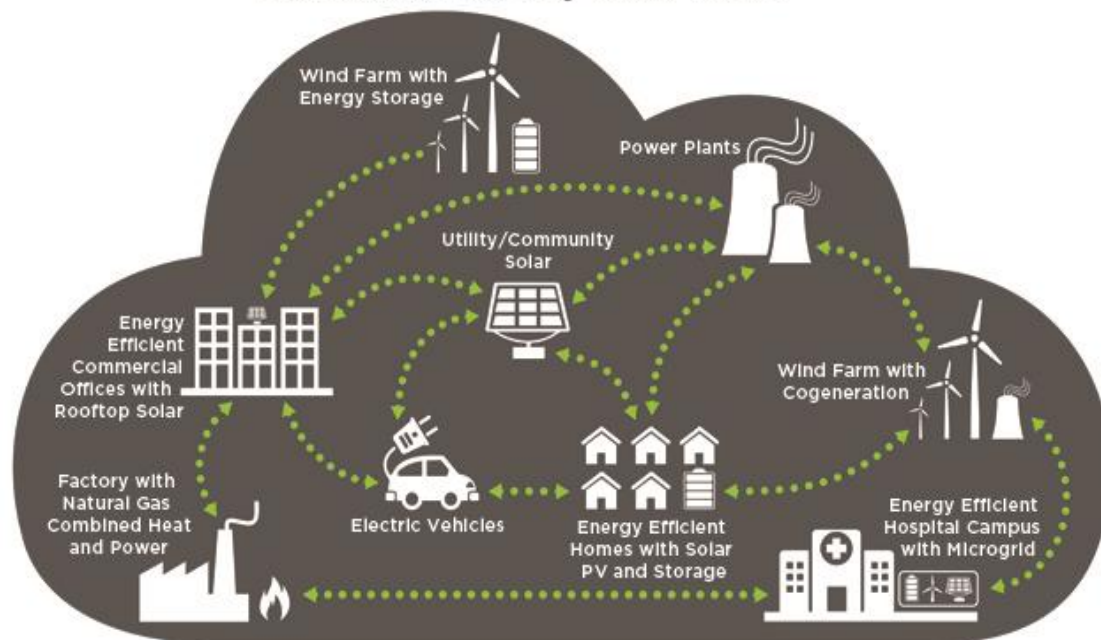 Wind Farm with
Energy Storage
Power Plants
Utility/Community
Solar
Energy
Efficient
Commercial
Offices with
Rooftop Solar
Wind Farm with
Cogeneration
Factory with
Natural Gas
Combined Heat
and Power
Electric Vehicles
Energy Efficient
Homes with Solar
PV and Storage
Energy Efficient
Hospital Campus
with Microgrid